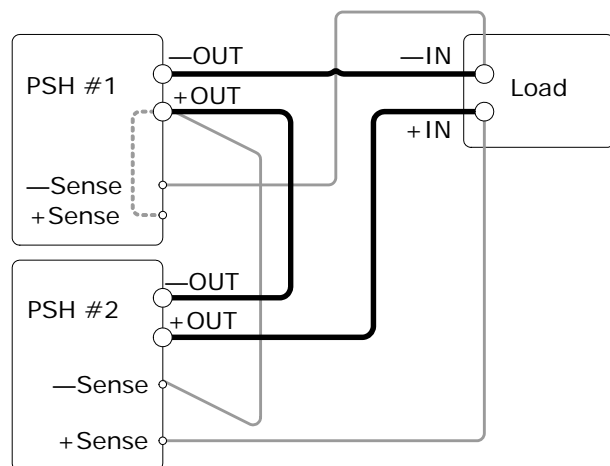 —OUT
—IN
PSH #1
Load
+OUT
+IN
—Sense
+Sense
—OUT
PSH #2
+OUT
—Sense
+Sense